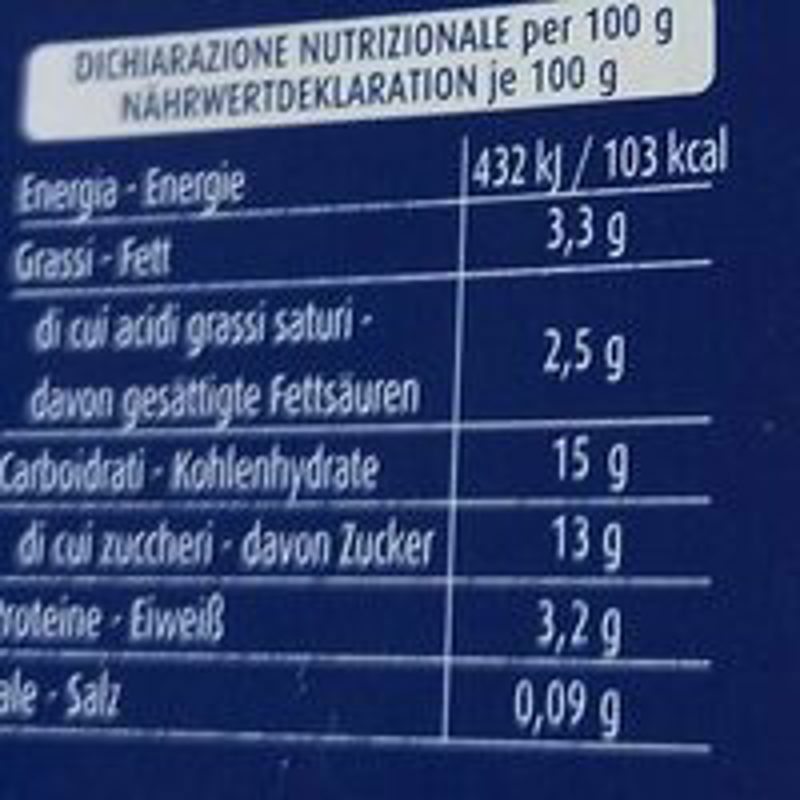 DICHIARAZIONE NUTRIZIONALE per 100 g
NÄHRWERTDEKLARATION je 100 g
Energia - Energie 432 kJ / 103 kcal
Grassi - Fett 3,3 g
di cui acidi grassi saturi -
davon gesättigte Fettsäuren 2,5 g
Carboidrati - Kohlenhydrate 15 g
di cui zuccheri - davon Zucker 13 g
Proteine - Eiweiß 3,2 g
ale - Salz 0,09 g